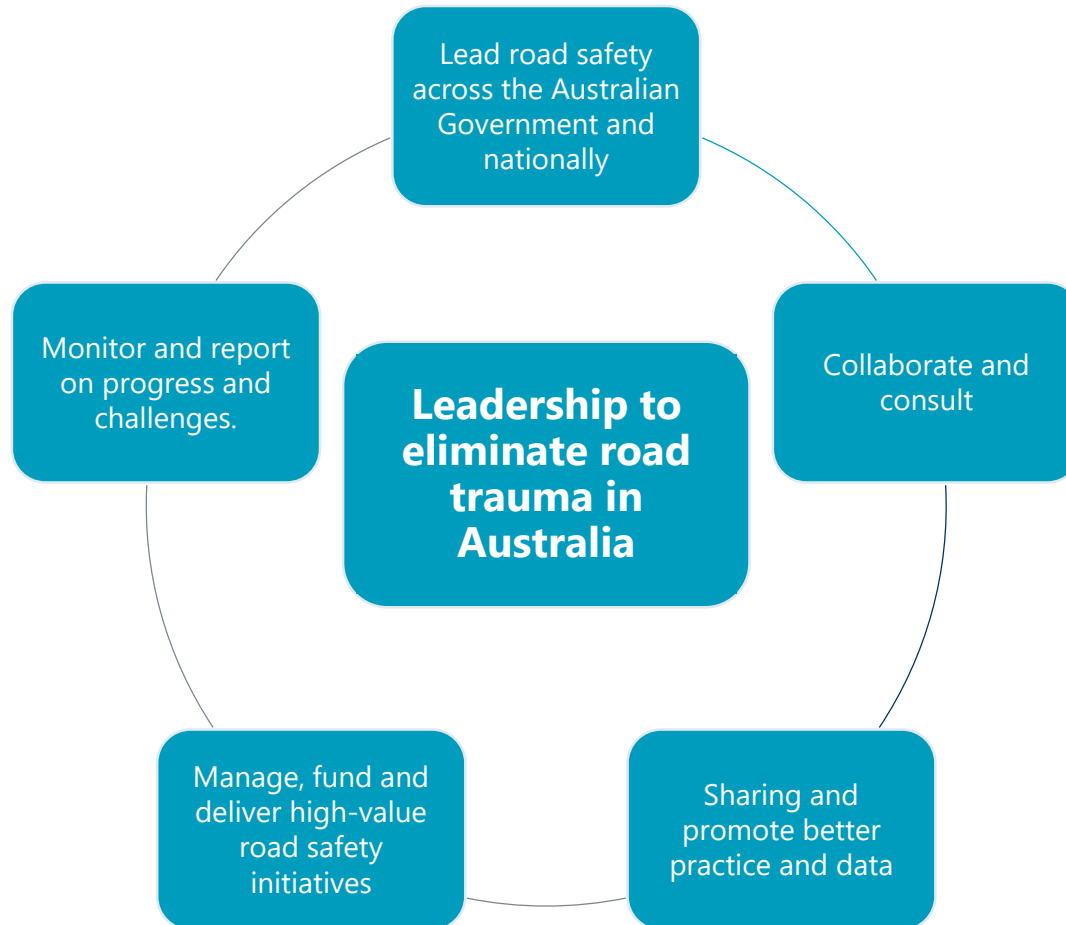 Lead road safety
across the Australian
Government and
nationally
Collaborate and
consult
Sharing and
promote better
practice and data
Manage, fund and
deliver high-value
road safety
initiatives
Monitor and report
on progress and
challenges.
Leadership to
eliminate road
trauma in
Australia